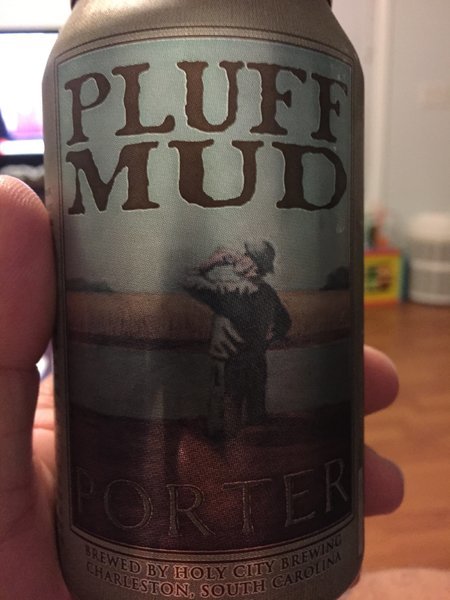 PLUFF
MUD
PORTER
BREWED BY HOLY CITY BREWING
CHARLESTON, SOUTH CAROLINA